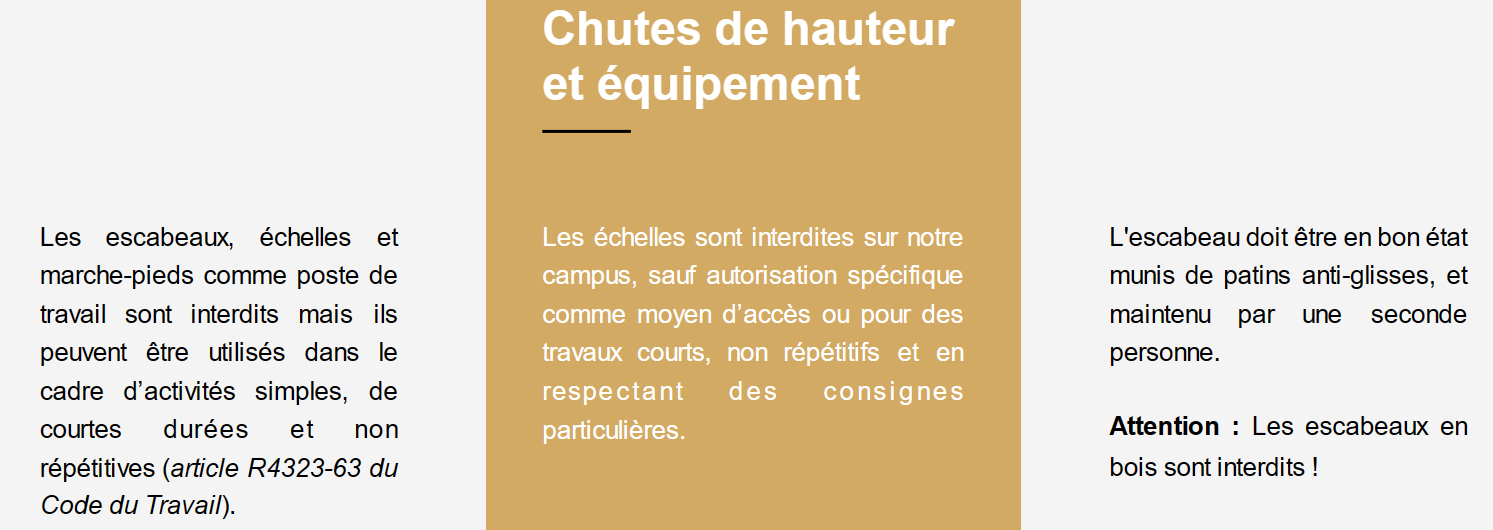 Chutes de hauteur
et équipement
Les escabeaux, échelles et
marche-pieds comme poste de
travail sont interdits mais ils
peuvent être utilisés dans le
cadre d’activités simples, de
courtes durées et non
répétitives (article R4323-63 du
Code du Travail).
Les échelles sont interdites sur notre
campus, sauf autorisation spécifique
comme moyen d’accès ou pour des
travaux courts, non répétitifs et en
respectant des consignes
particulières.
L'escabeau doit être en bon état
munis de patins anti-glisses, et
maintenu par une seconde
personne.
Attention : Les escabeaux en
bois sont interdits !